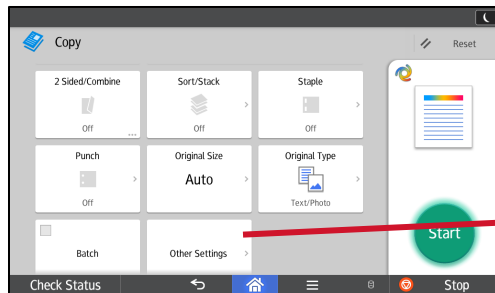 Copy
Reset
2 Sided/Combine
Sort/Stack
Staple
Off
Off
Off
Punch
Original Size
Original Type
Auto
Off
Text/Photo
Batch
Other Settings
Start
Check Status
Stop